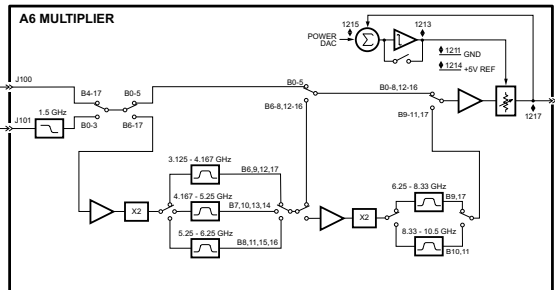 A6 MULTIPLIER
1215
1213
POWER
DAC
Σ
1211 GND
1214 +5V REF
J100
B4-17
B0-5
B0-5
B0-8,12-16
J101
1.5 GHz
B0-3
B6-17
B6-8,12-16
B9-11,17
1217
3.125 - 4.167 GHz
B6,9,12,17
4.167 - 5.25 GHz
X2
B7,10,13,14
5.25 - 6.25 GHz
B8,11,15,16
6.25 - 8.33 GHz
B9,17
X2
8.33 - 10.5 GHz
B10,11